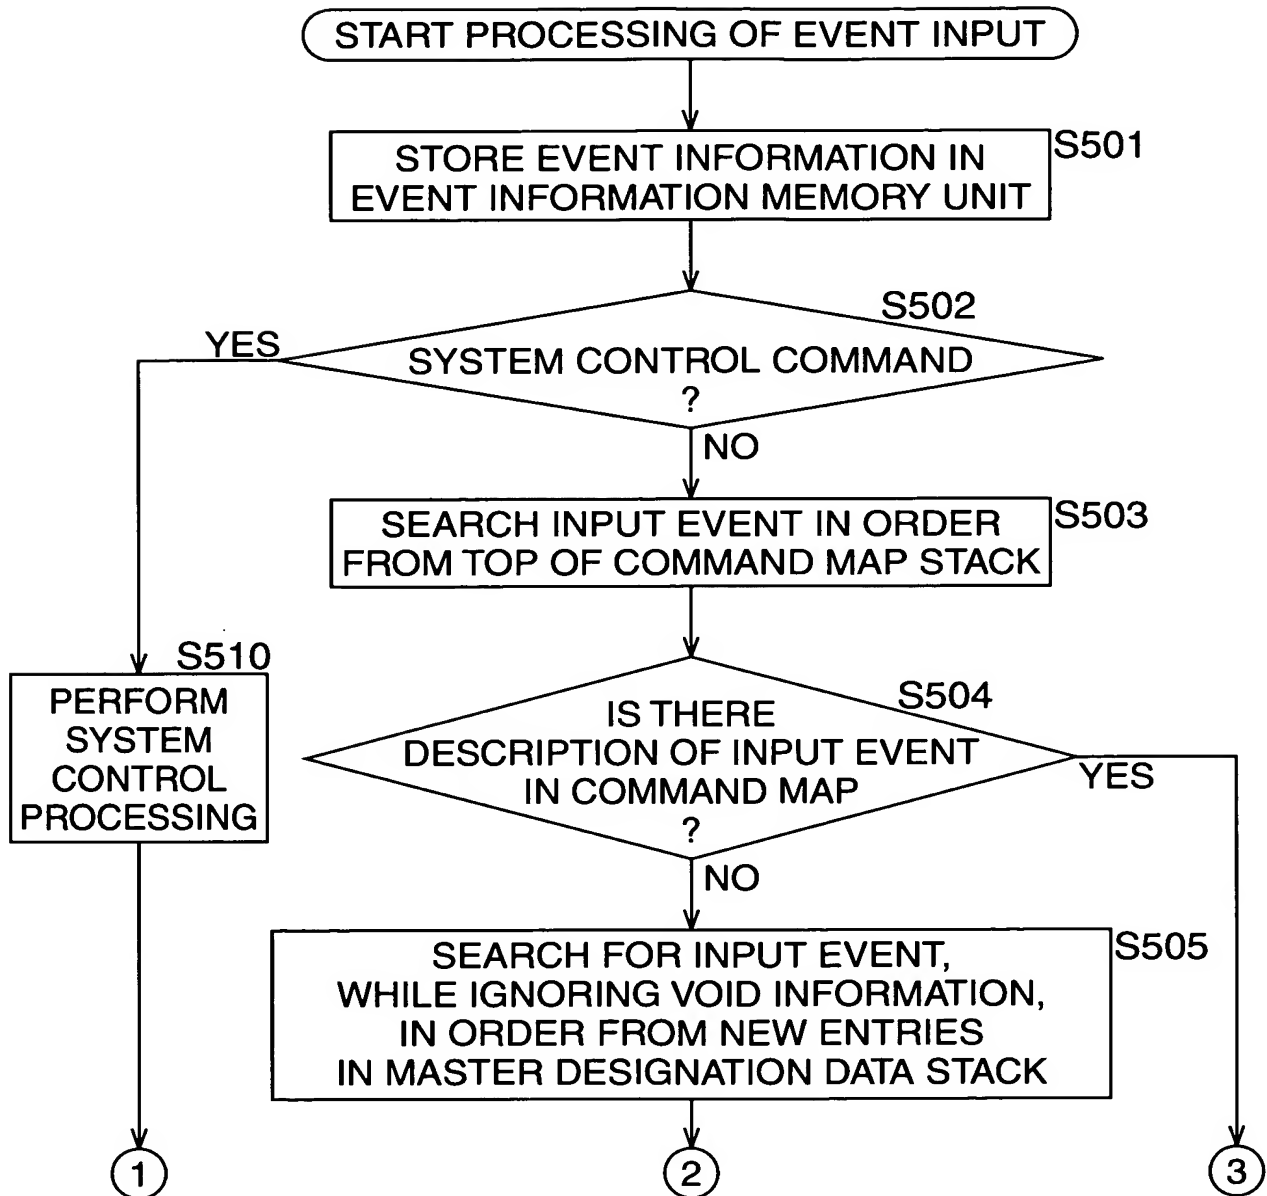 START PROCESSING OF EVENT INPUT
S501
STORE EVENT INFORMATION IN
EVENT INFORMATION MEMORY UNIT
S502
YES
SYSTEM CONTROL COMMAND
?
NO
S503
SEARCH INPUT EVENT IN ORDER
FROM TOP OF COMMAND MAP STACK
S510
PERFORM
SYSTEM
CONTROL
PROCESSING
S504
IS THERE
DESCRIPTION OF INPUT EVENT
IN COMMAND MAP
?
YES
NO
S505
SEARCH FOR INPUT EVENT,
WHILE IGNORING VOID INFORMATION,
IN ORDER FROM NEW ENTRIES
IN MASTER DESIGNATION DATA STACK
1
2
3